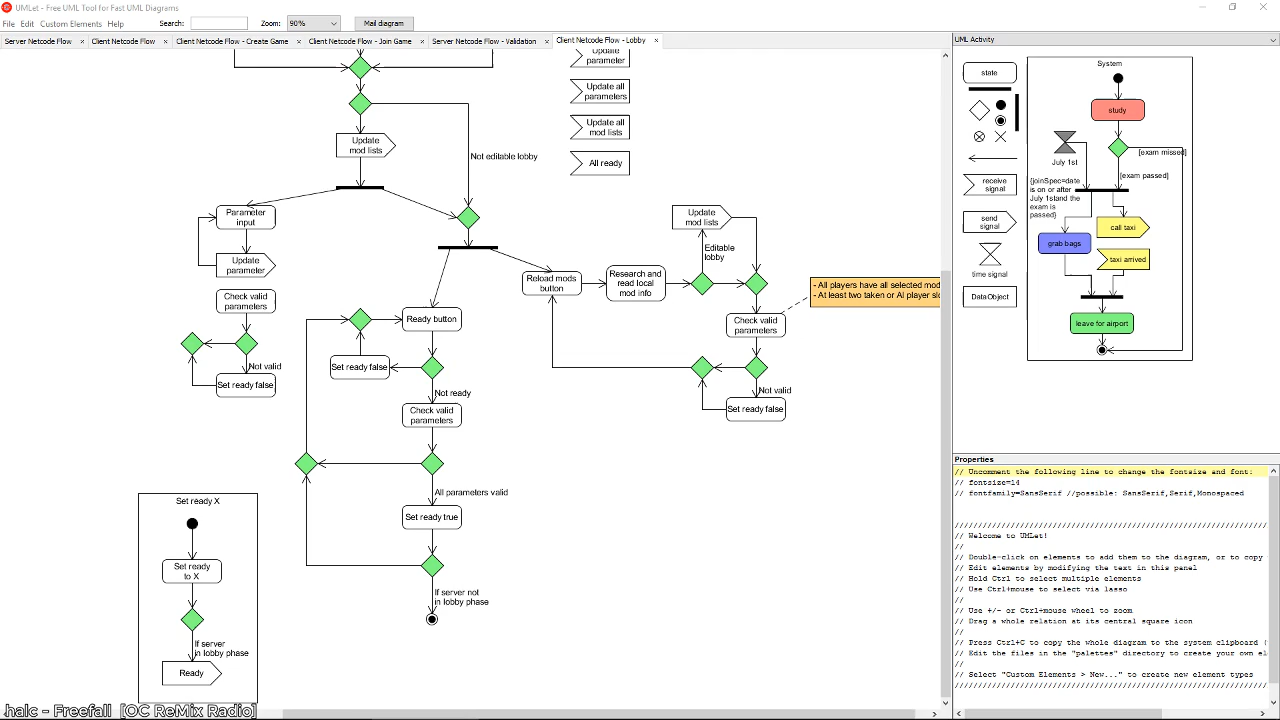 UMLet - Free UML Tool for Fast UML Diagrams
File Edit Custom Elements Help Search: Zoom: 90% Mail diagram
Server Netcode Flow × Client Netcode Flow × Client Netcode Flow - Create Game × Client Netcode Flow - Join Game × Server Netcode Flow - Validation × Client Netcode Flow - Lobby ×
Update
parameter
Update all
parameters
Update all
mod lists
All ready
Update
mod lists
Not editable lobby
Parameter
input
Update
parameter
Check valid
parameters
Not valid
Set ready false
Update
mod lists
Editable
lobby
Reload mods
button
Research and
read local
mod info
- All players have all selected mod
- At least two taken or AI player slo
Check valid
parameters
Not valid
Set ready false
Ready button
Set ready false
Not ready
Check valid
parameters
All parameters valid
Set ready true
If server not
in lobby phase
Set ready X
Set ready
to X
If server
in lobby phase
Ready
halc - Freefall [OC ReMix Radio]
UML Activity
state
receive
signal
send
signal
time signal
DataObject
System
study
July 1st
[exam missed]
[exam passed]
{joinSpec=date
is on or after
July 1stand the
exam is
passed}
call taxi
grab bags
taxi arrived
leave for airport
Properties
// Uncomment the following line to change the fontsize and font:
// fontsize=14
// fontfamily=SansSerif //possible: SansSerif,Serif,Monospaced
//////////////////////////////////////////////////////////////
// Welcome to UMLet!
//
// Double-click on elements to add them to the diagram, or to copy
// Edit elements by modifying the text in this panel
// Hold Ctrl to select multiple elements
// Use Ctrl+mouse to select via lasso
//
// Use +/- or Ctrl+mouse wheel to zoom
// Drag a whole relation at its central square icon
//
// Press Ctrl+C to copy the whole diagram to the system clipboard (
// Edit the files in the "palettes" directory to create your own el
//
// Select "Custom Elements > New..." to create new element types
//////////////////////////////////////////////////////////////